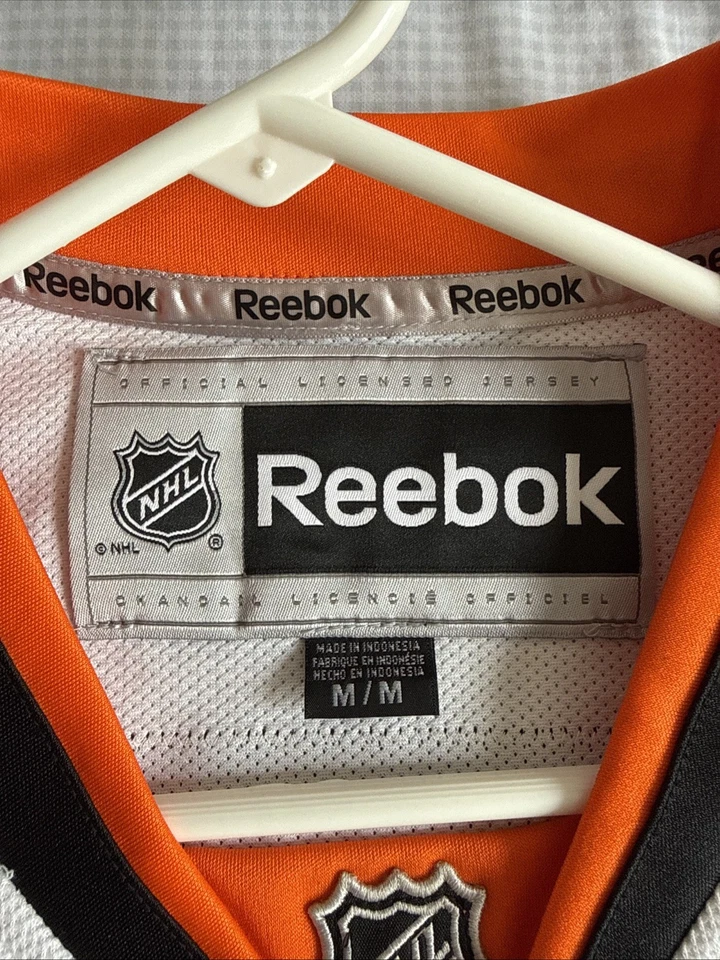 Reebok Reebok Reebok
OFFICIAL LICENSED JERSEY
NHL
Reebok
© NHL ®
CHANDAIL LICENCIÉ OFFICIEL
MADE IN INDONESIA
FABRIQUE EN INDONÉSIE
HECHO EN INDONESIA
M/M